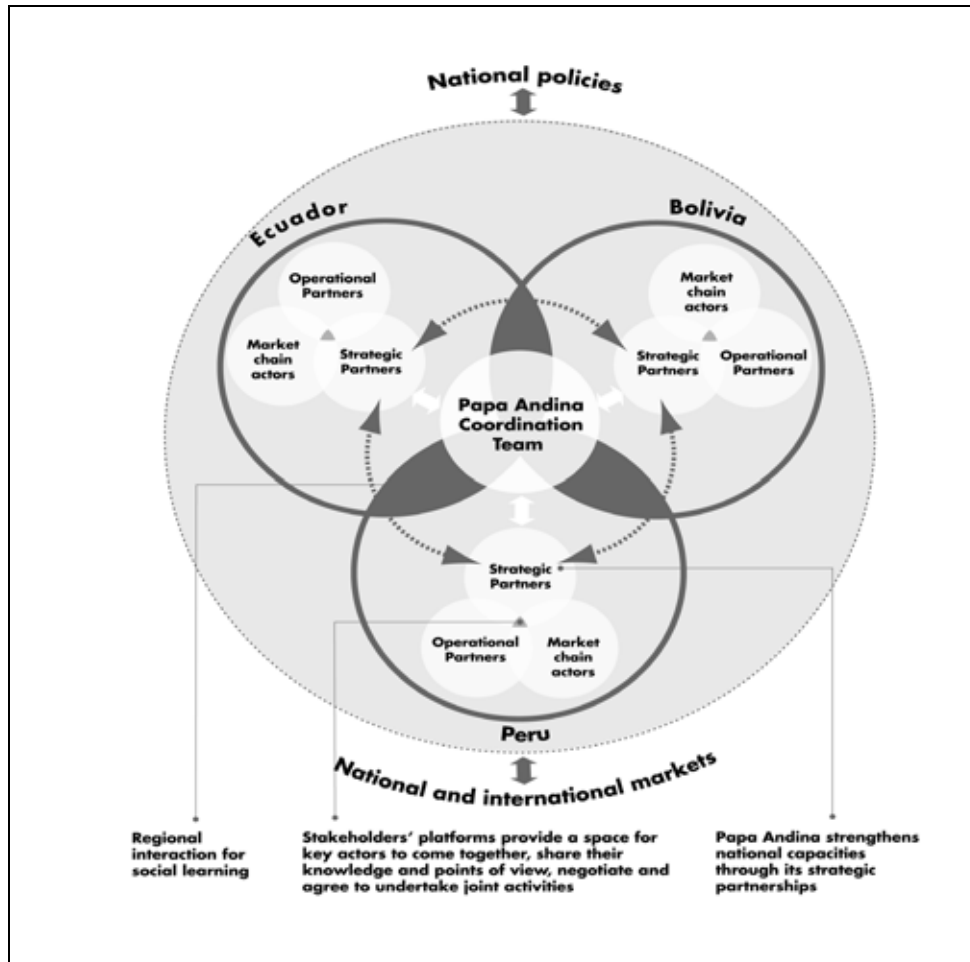 National policies
Ecuador
Bolivia
Operational
Partners
Market
chain
actors
Strategic
Partners
Market
chain
actors
Strategic
Partners
Operational
Partners
Papa Andina
Coordination
Team
Strategic
Partners
Operational
Partners
Market
chain
actors
Peru
National and international markets
Regional
interaction for
social learning
Stakeholders’ platforms provide a space for
key actors to come together, share their
knowledge and points of view, negotiate and
agree to undertake joint activities
Papa Andina strengthens
national capacities
through its strategic
partnerships